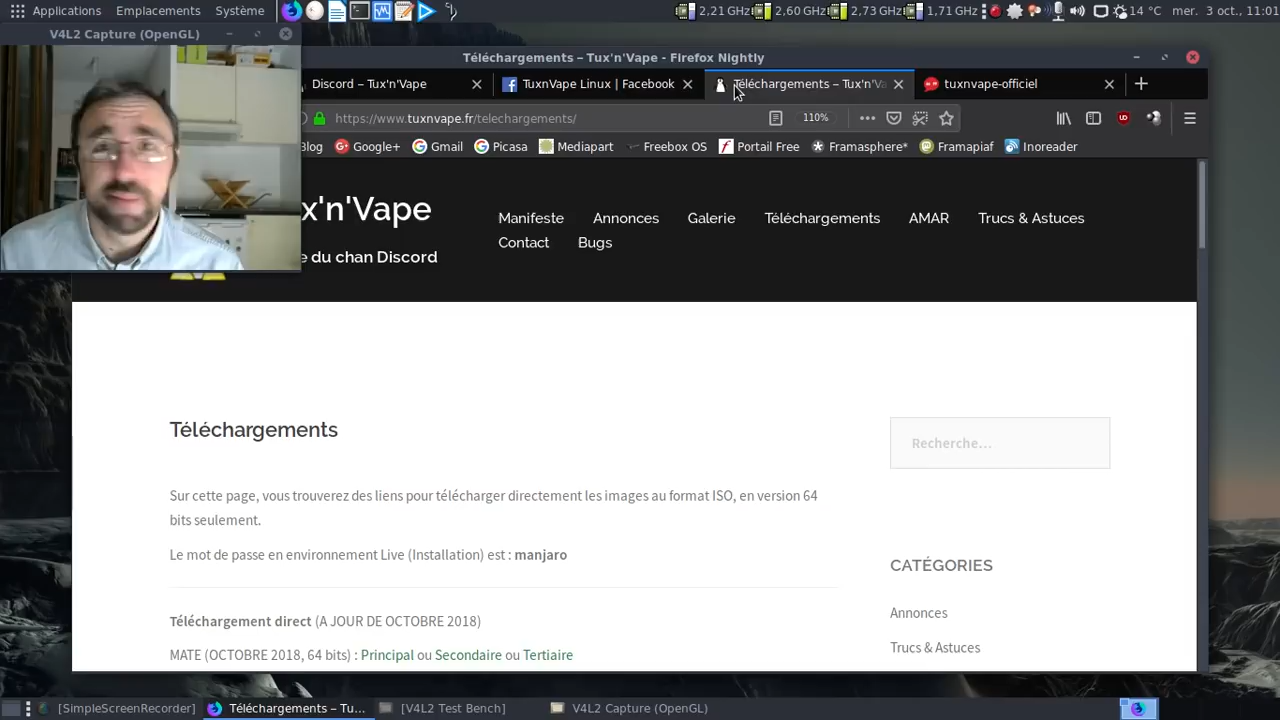 Applications Emplacements Système 2,21 GHz 2,60 GHz 2,73 GHz 1,71 GHz 14 °C mer. 3 oct., 11:01
V4L2 Capture (OpenGL)
Téléchargements – Tux'n'Vape - Firefox Nightly
Discord – Tux'n'Vape TuxnVape Linux | Facebook Téléchargements – Tux'n'Va tuxnvape-officiel
https://www.tuxnvape.fr/telechargements/ 110%
Blog Google+ Gmail Picasa Mediapart Freebox OS Portail Free Framasphere* Framapiaf Inoreader
x'n'Vape
e du chan Discord
Manifeste Annonces Galerie Téléchargements AMAR Trucs & Astuces
Contact Bugs
Téléchargements
Recherche...
Sur cette page, vous trouverez des liens pour télécharger directement les images au format ISO, en version 64
bits seulement.
Le mot de passe en environnement Live (Installation) est : manjaro
CATÉGORIES
Annonces
Téléchargement direct (A JOUR DE OCTOBRE 2018)
Trucs & Astuces
MATE (OCTOBRE 2018, 64 bits) : Principal ou Secondaire ou Tertiaire
[SimpleScreenRecorder] Téléchargements – Tu... [V4L2 Test Bench] V4L2 Capture (OpenGL)